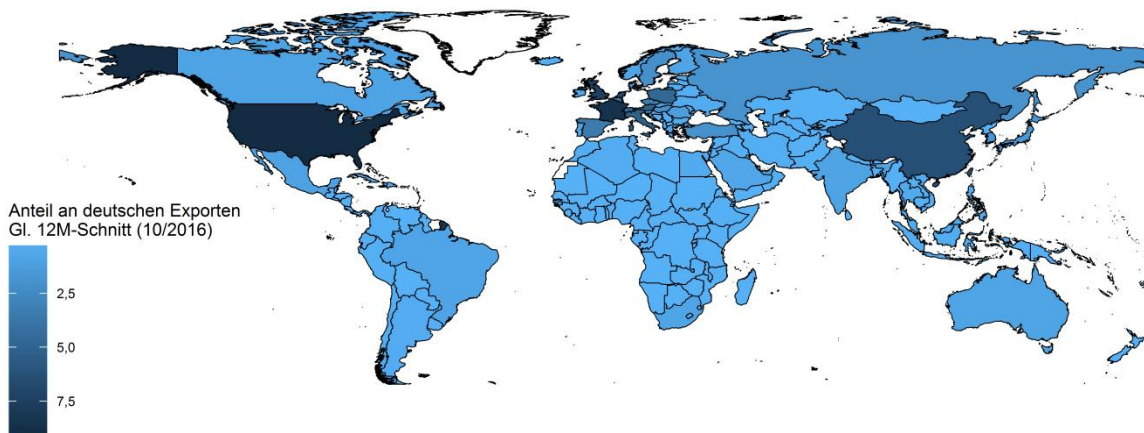 Anteil an deutschen Exporten
Gl. 12M-Schnitt (10/2016)
2,5
5,0
7,5